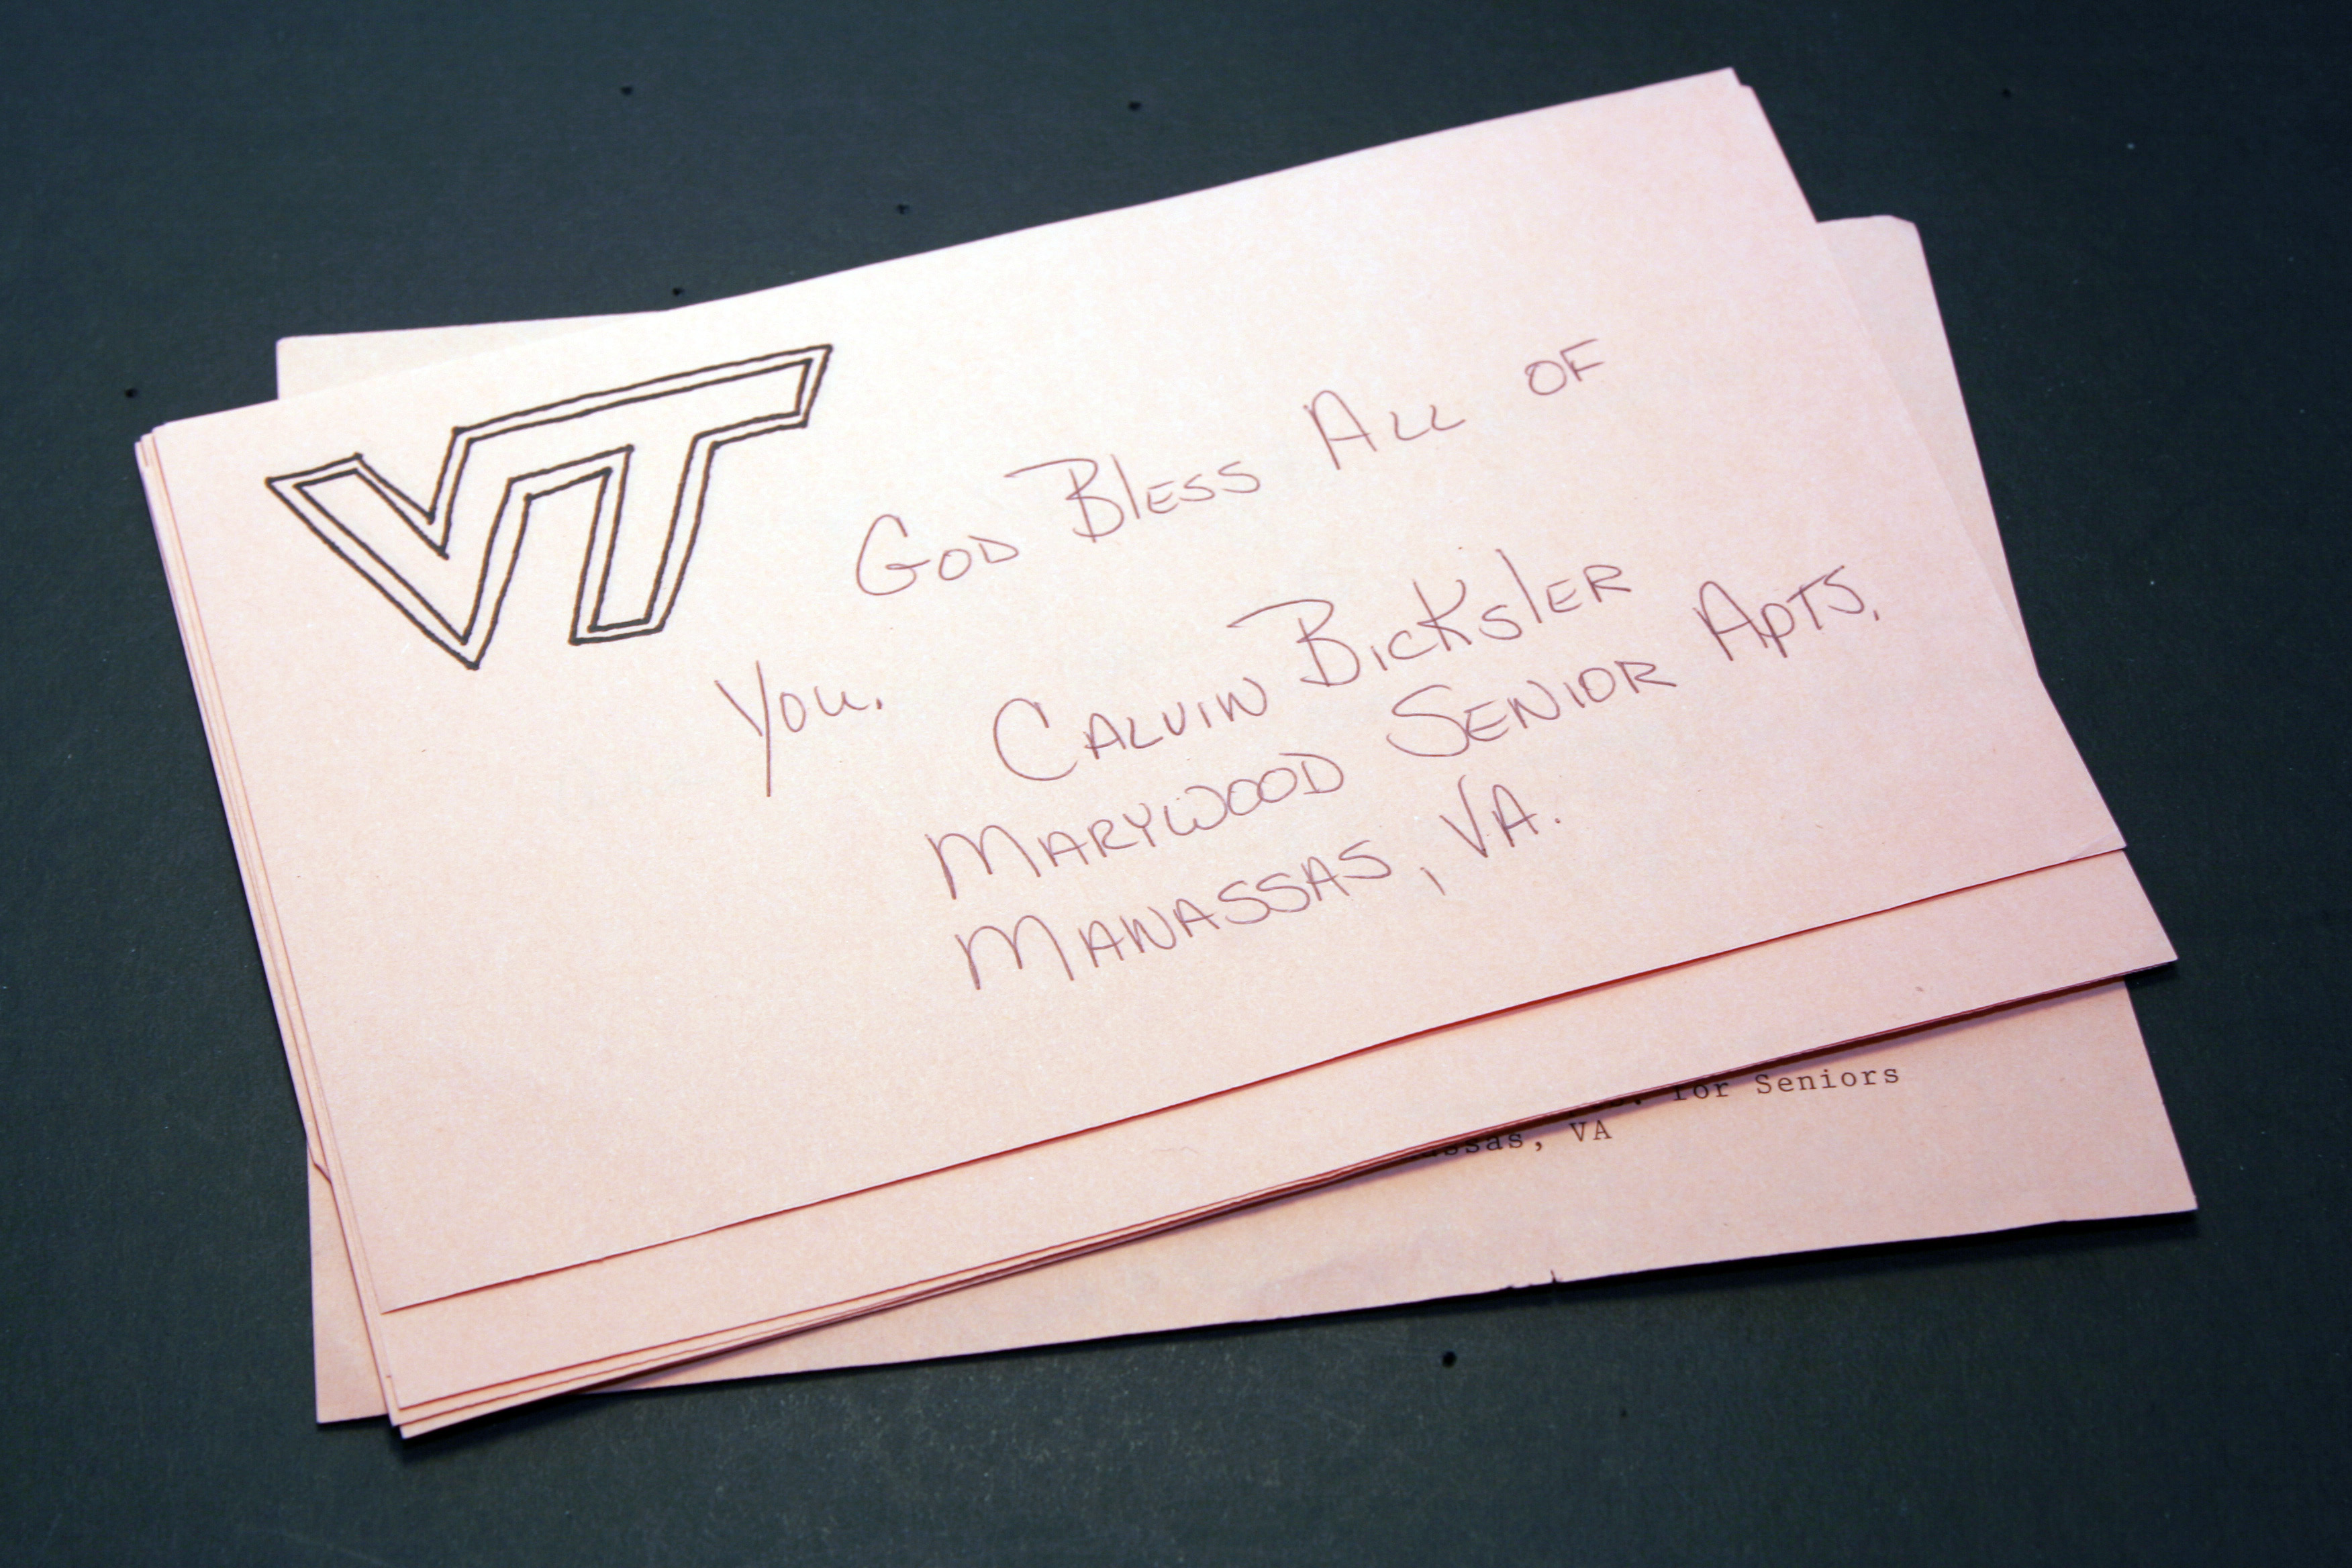 VT
God Bless All of
You.
Calvin Bicksler
Marywood Senior Apts.
Manassas, VA.
for Seniors
VA